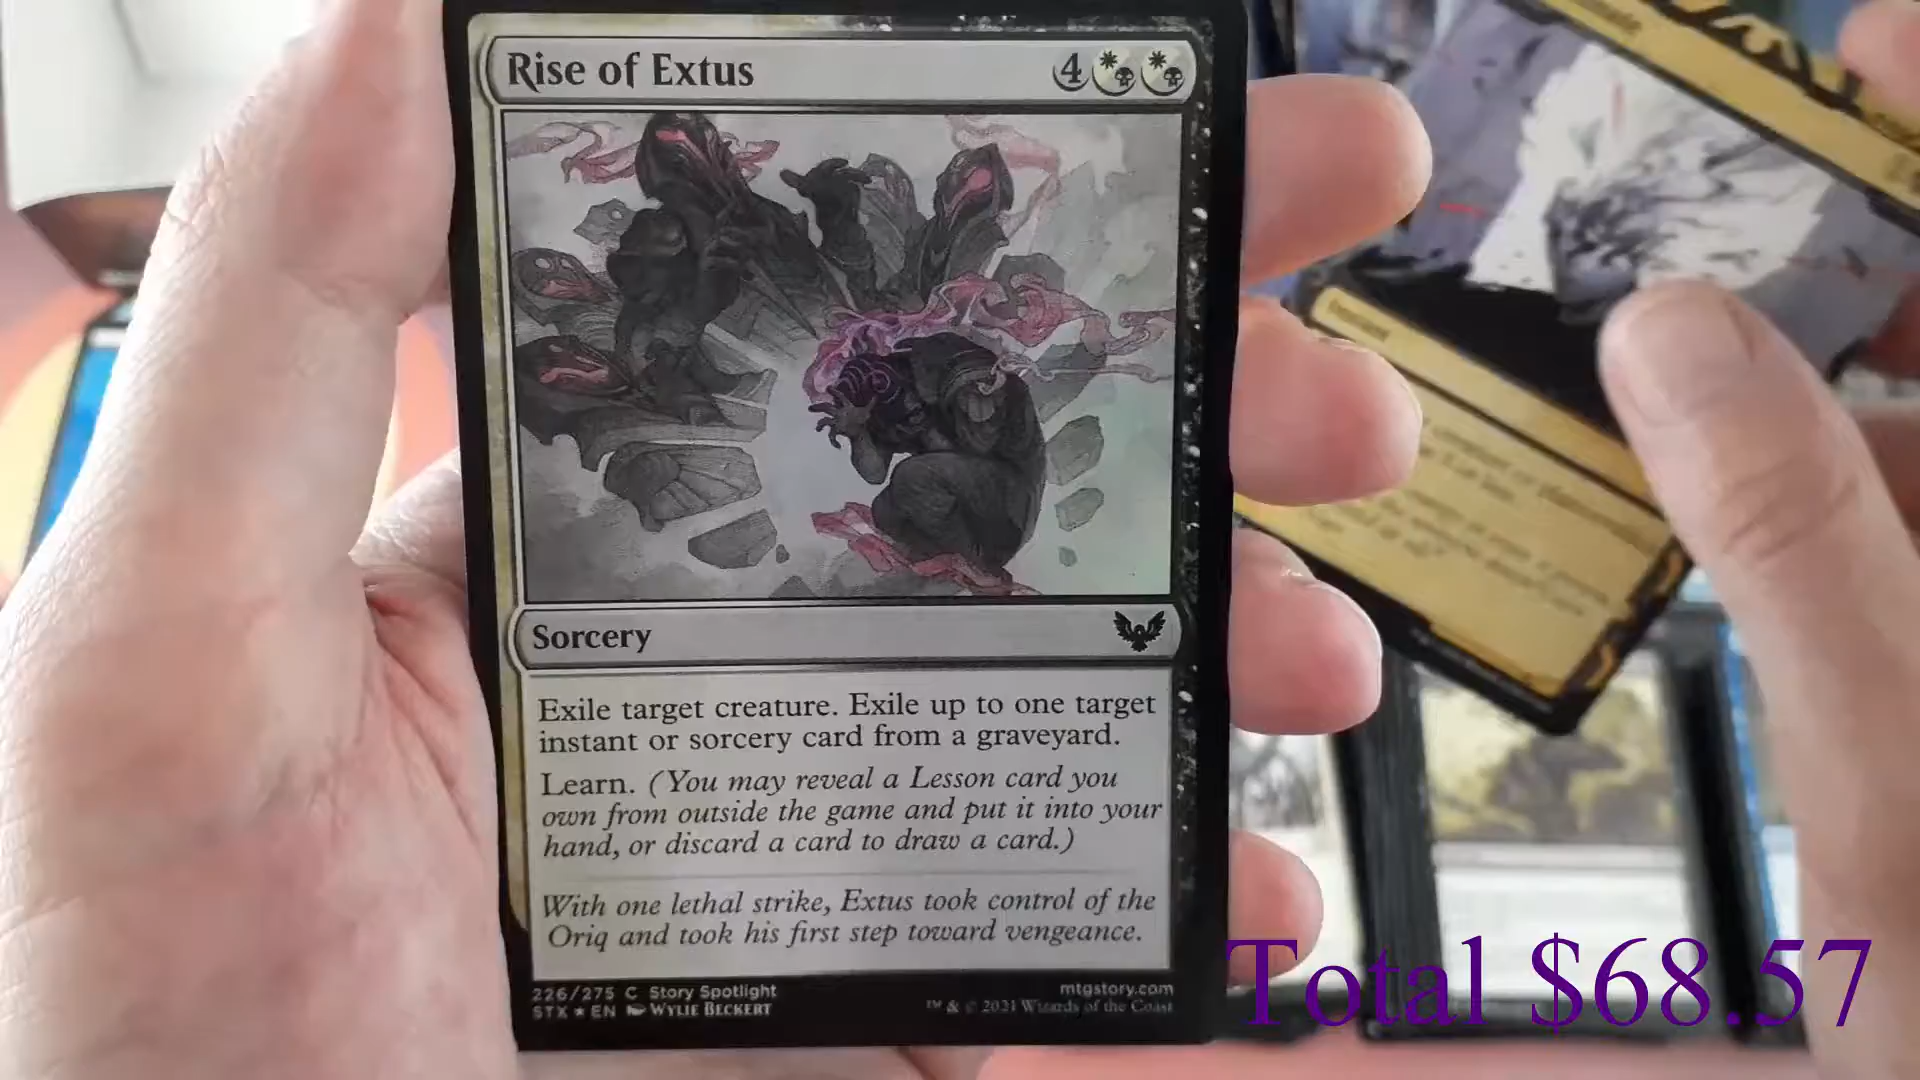 Rise of Extus 4
Sorcery
Exile target creature. Exile up to one target
instant or sorcery card from a graveyard.
Learn. (You may reveal a Lesson card you
own from outside the game and put it into your
hand, or discard a card to draw a card.)
With one lethal strike, Extus took control of the
Oriq and took his first step toward vengeance.
226/275 C Story Spotlight mtgstory.com
STX ★ EN Wylie Beckert ™ & © 2021 Wizards of the Coast
Total $68.57